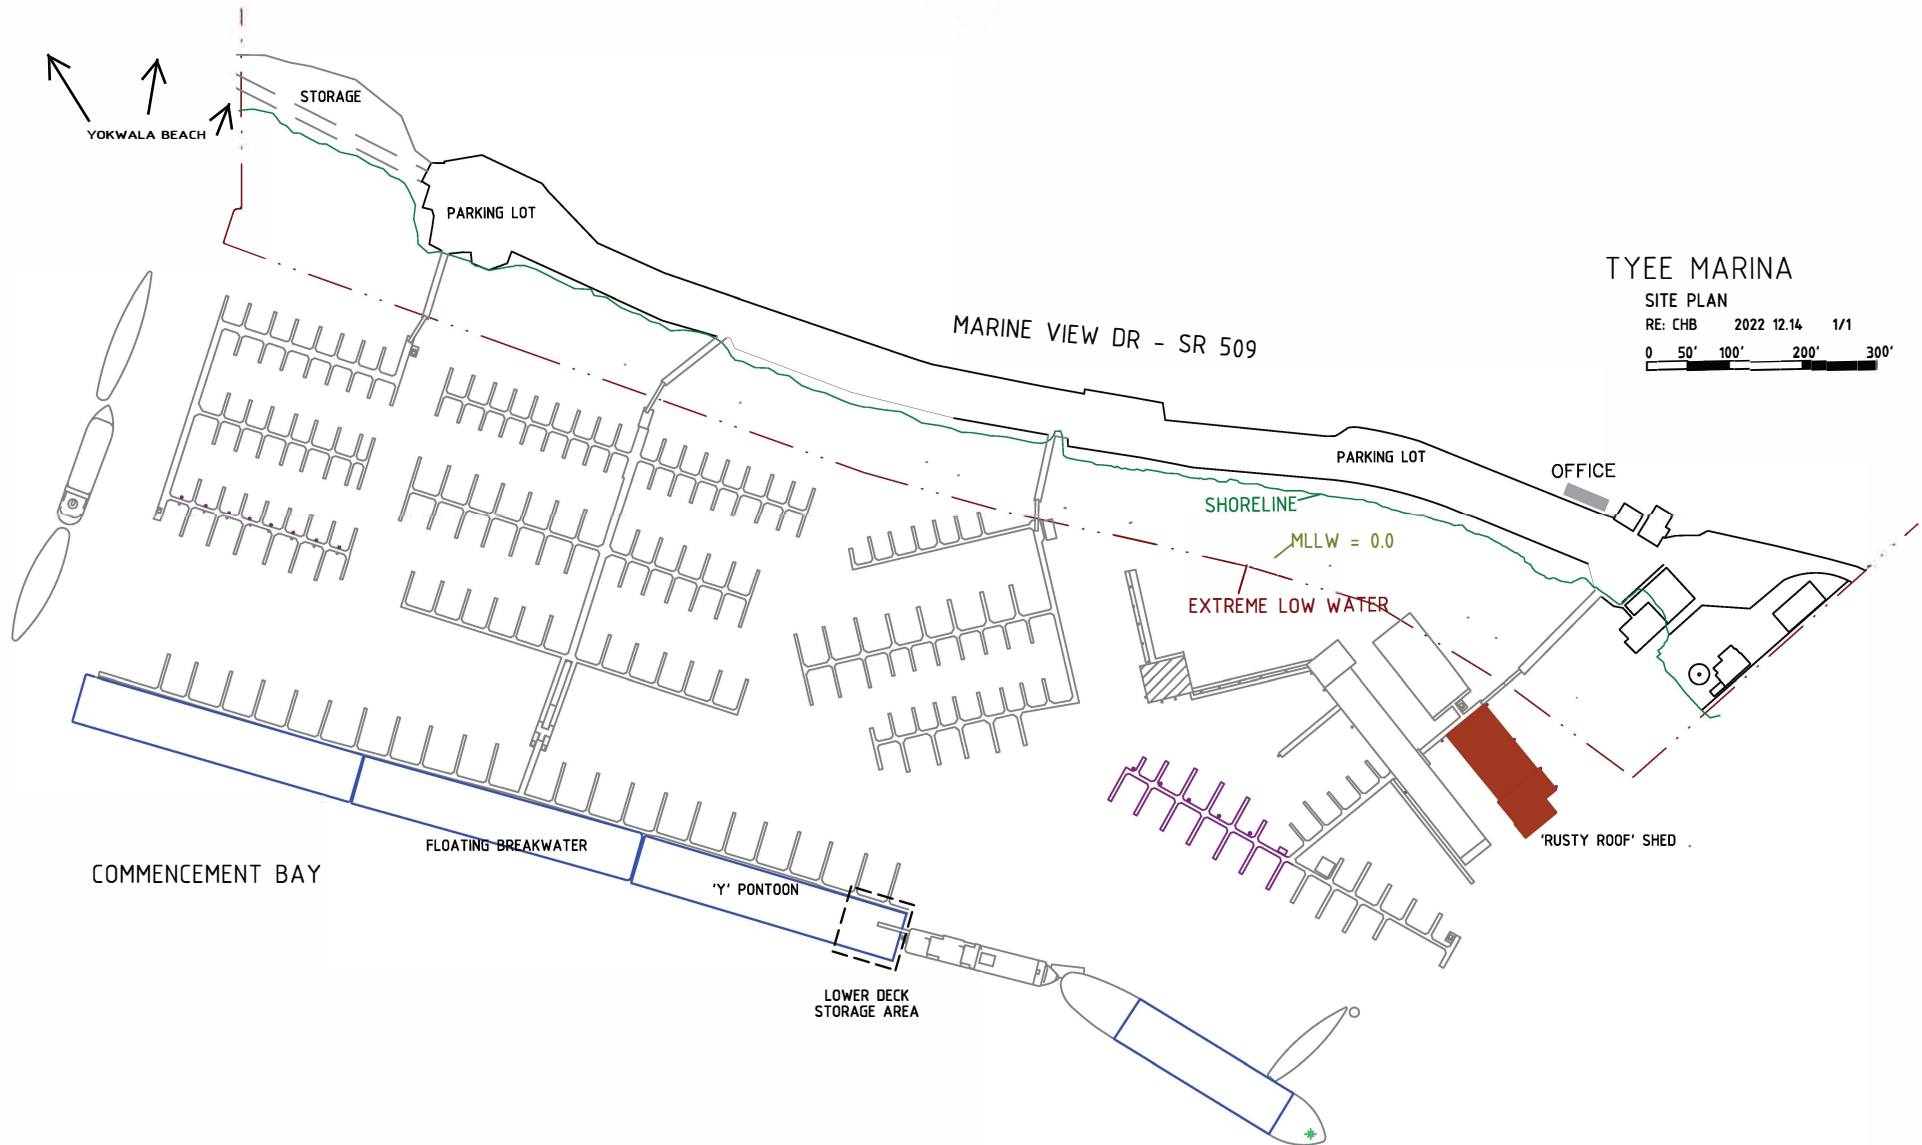 STORAGE
YOKWALA BEACH
PARKING LOT
TYEE MARINA
SITE PLAN
RE: CHB 2022 12.14 1/1
0 50' 100' 200' 300'
MARINE VIEW DR - SR 509
PARKING LOT
OFFICE
SHORELINE
MLLW = 0.0
EXTREME LOW WATER
'RUSTY ROOF' SHED
FLOATING BREAKWATER
COMMENCEMENT BAY
'Y' PONTOON
LOWER DECK
STORAGE AREA